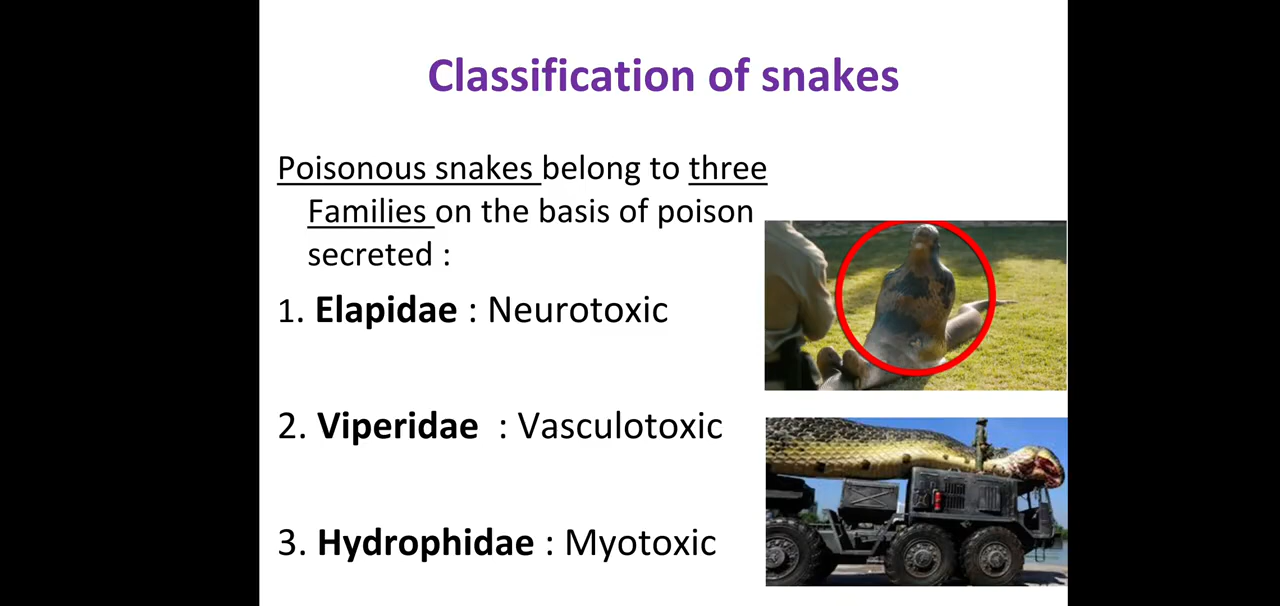 Classification of snakes
Poisonous snakes belong to three
Families on the basis of poison
secreted :
1. Elapidae : Neurotoxic
2. Viperidae : Vasculotoxic
3. Hydrophidae : Myotoxic